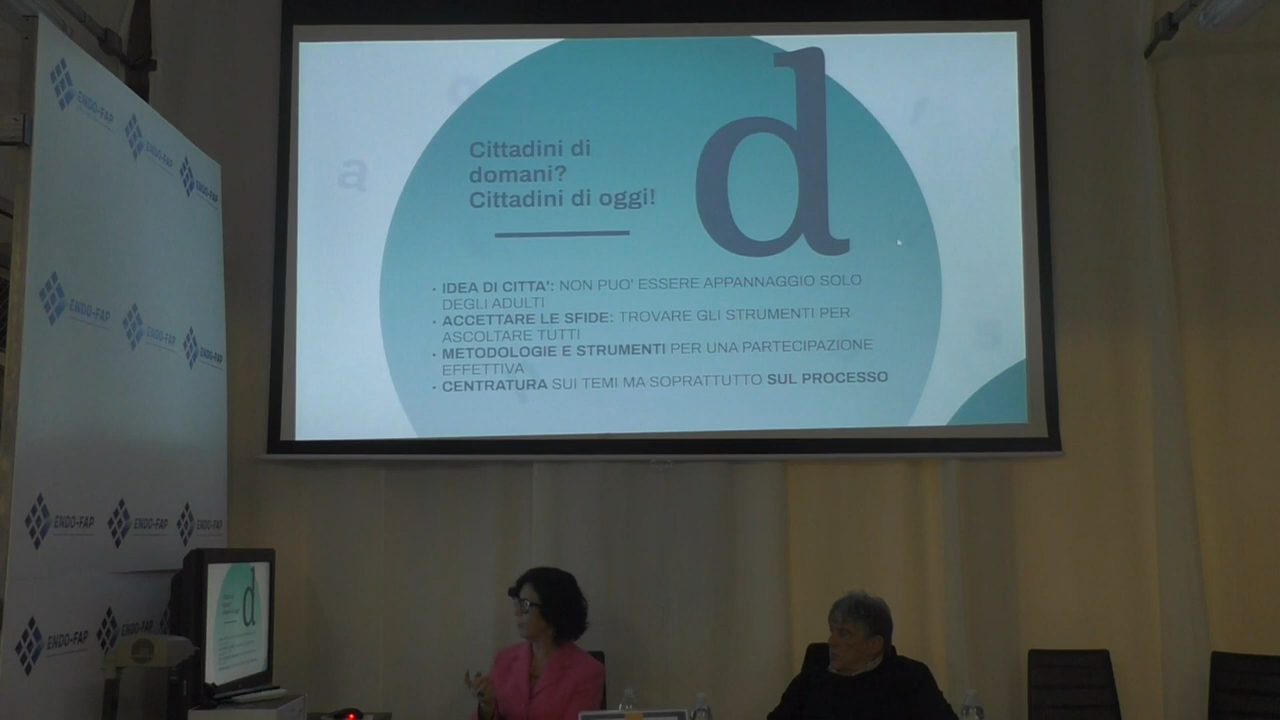 ENDO-FAP
ENDO-FAP
ENDO-FAP
ENDO-FAP
ENDO-FAP
ENDO-FAP
ENDO-FAP
ENDO-FAP
ENDO-FAP
ENDO-FAP
ENDO-FAP
a
d
Cittadini di
domani?
Cittadini di oggi!
· IDEA DI CITTA': NON PUO' ESSERE APPANNAGGIO SOLO
DEGLI ADULTI
· ACCETTARE LE SFIDE: TROVARE GLI STRUMENTI PER
ASCOLTARE TUTTI
· METODOLOGIE E STRUMENTI PER UNA PARTECIPAZIONE
EFFETTIVA
· CENTRATURA SUI TEMI MA SOPRATTUTTO SUL PROCESSO
d